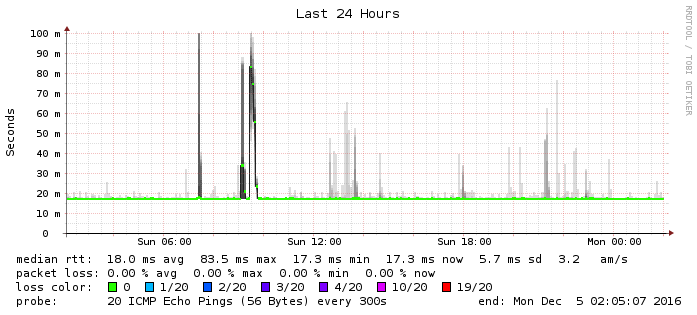 Last 24 Hours
RRDTOOL / TOBI OETIKER
Seconds
100 m
90 m
80 m
70 m
60 m
50 m
40 m
30 m
20 m
10 m
0
Sun 06:00 Sun 12:00 Sun 18:00 Mon 00:00
median rtt: 18.0 ms avg 83.5 ms max 17.3 ms min 17.3 ms now 5.7 ms sd 3.2 am/s
packet loss: 0.00 % avg 0.00 % max 0.00 % min 0.00 % now
loss color: 0 1/20 2/20 3/20 4/20 10/20 19/20
probe: 20 ICMP Echo Pings (56 Bytes) every 300s end: Mon Dec 5 02:05:07 2016